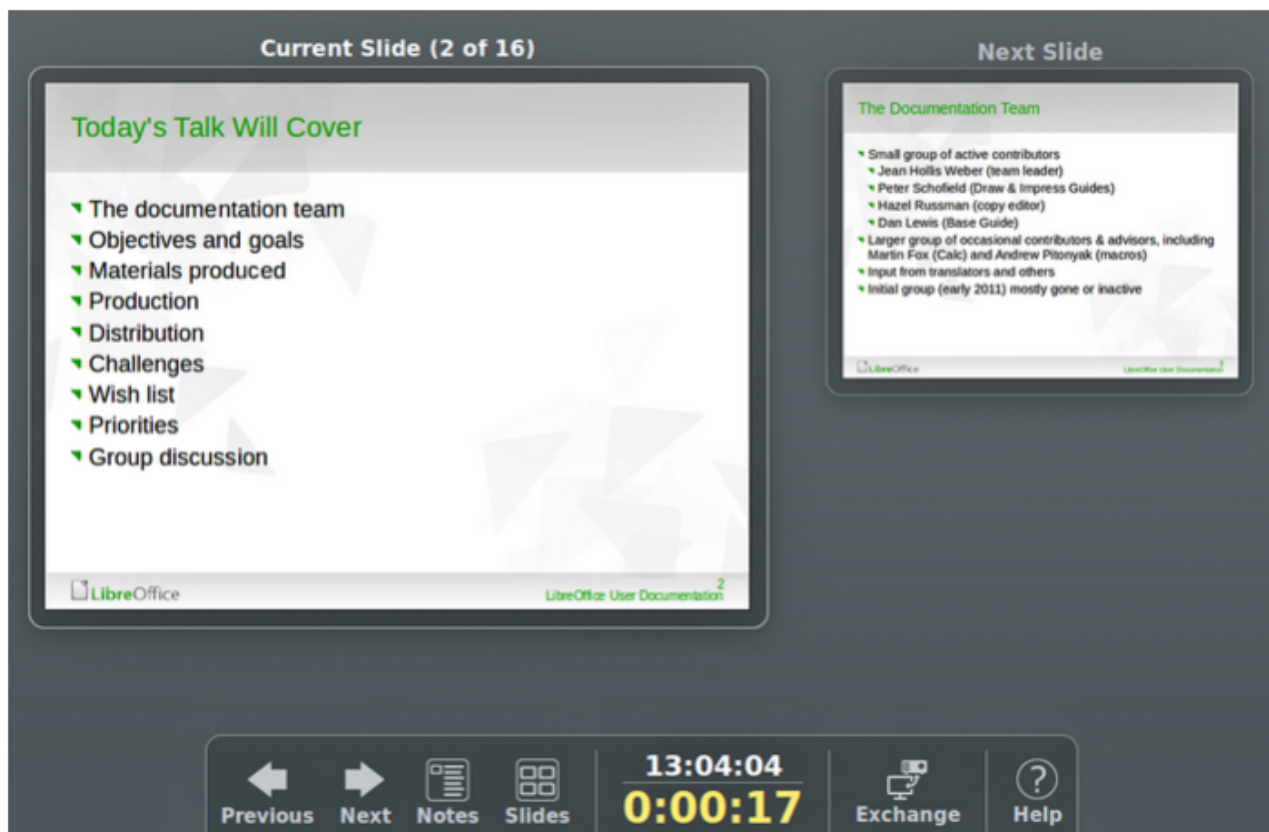 Current Slide (2 of 16)
Today's Talk Will Cover
The documentation team
Objectives and goals
Materials produced
Production
Distribution
Challenges
Wish list
Priorities
Group discussion
LibreOffice
2
LibreOffice User Documentation
Next Slide
The Documentation Team
Small group of active contributors
Jean Hollis Weber (team leader)
Peter Schofield (Draw & Impress Guides)
Hazel Russman (copy editor)
Dan Lewis (Base Guide)
Larger group of occasional contributors & advisors, including
Martin Fox (Calc) and Andrew Pitonyak (macros)
Input from translators and others
Initial group (early 2011) mostly gone or inactive
LibreOffice
LibreOffice User Documentation
Previous
Next
Notes
Slides
13:04:04
0:00:17
Exchange
?
Help